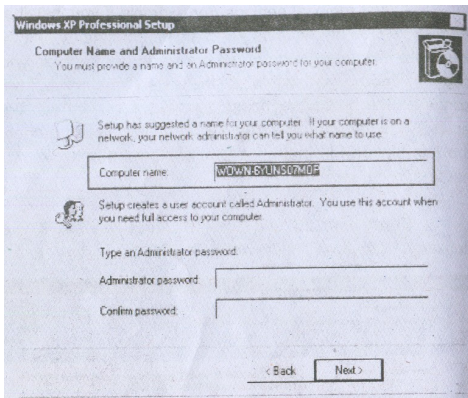 Windows XP Professional Setup
Computer Name and Administrator Password
You must provide a name and an Administrator password for your computer.
Setup has suggested a name for your computer. If your computer is on a
network, your network administrator can tell you what name to use.
Computer name:
Setup creates a user account called Administrator. You use this account when
you need full access to your computer.
Type an Administrator password.
Administrator password:
Confirm password:
< Back
Next >